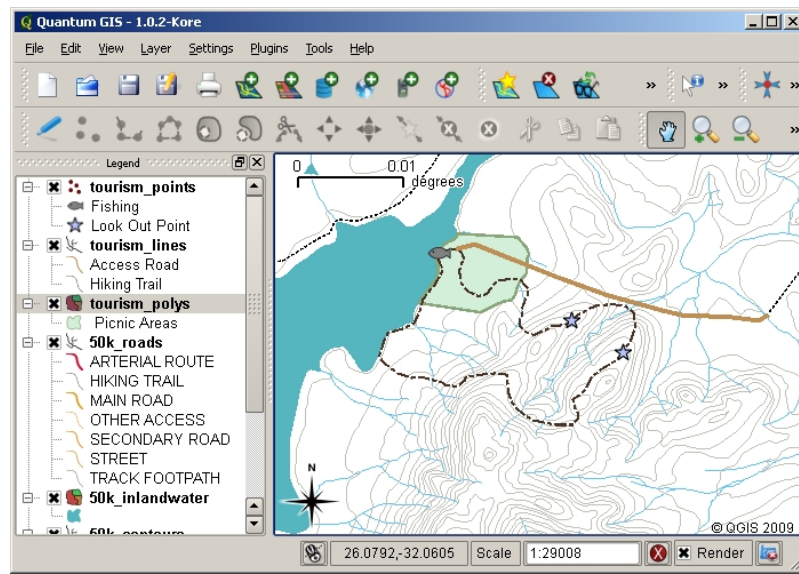 Quantum GIS - 1.0.2-Kore
File Edit View Layer Settings Plugins Tools Help
» » »
»
Legend
tourism_points
Fishing
Look Out Point
tourism_lines
Access Road
Hiking Trail
tourism_polys
Picnic Areas
50k_roads
ARTERIAL ROUTE
HIKING TRAIL
MAIN ROAD
OTHER ACCESS
SECONDARY ROAD
STREET
TRACK FOOTPATH
50k_inlandwater
50k_contours
0 0.01
dégrees
N
© QGIS 2009
26.0792,-32.0605 Scale 1:29008 Render